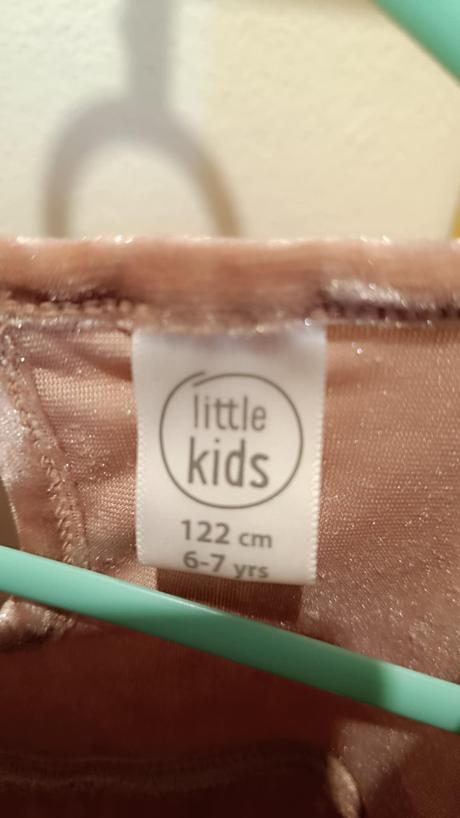 little
kids
122 cm
6-7 yrs